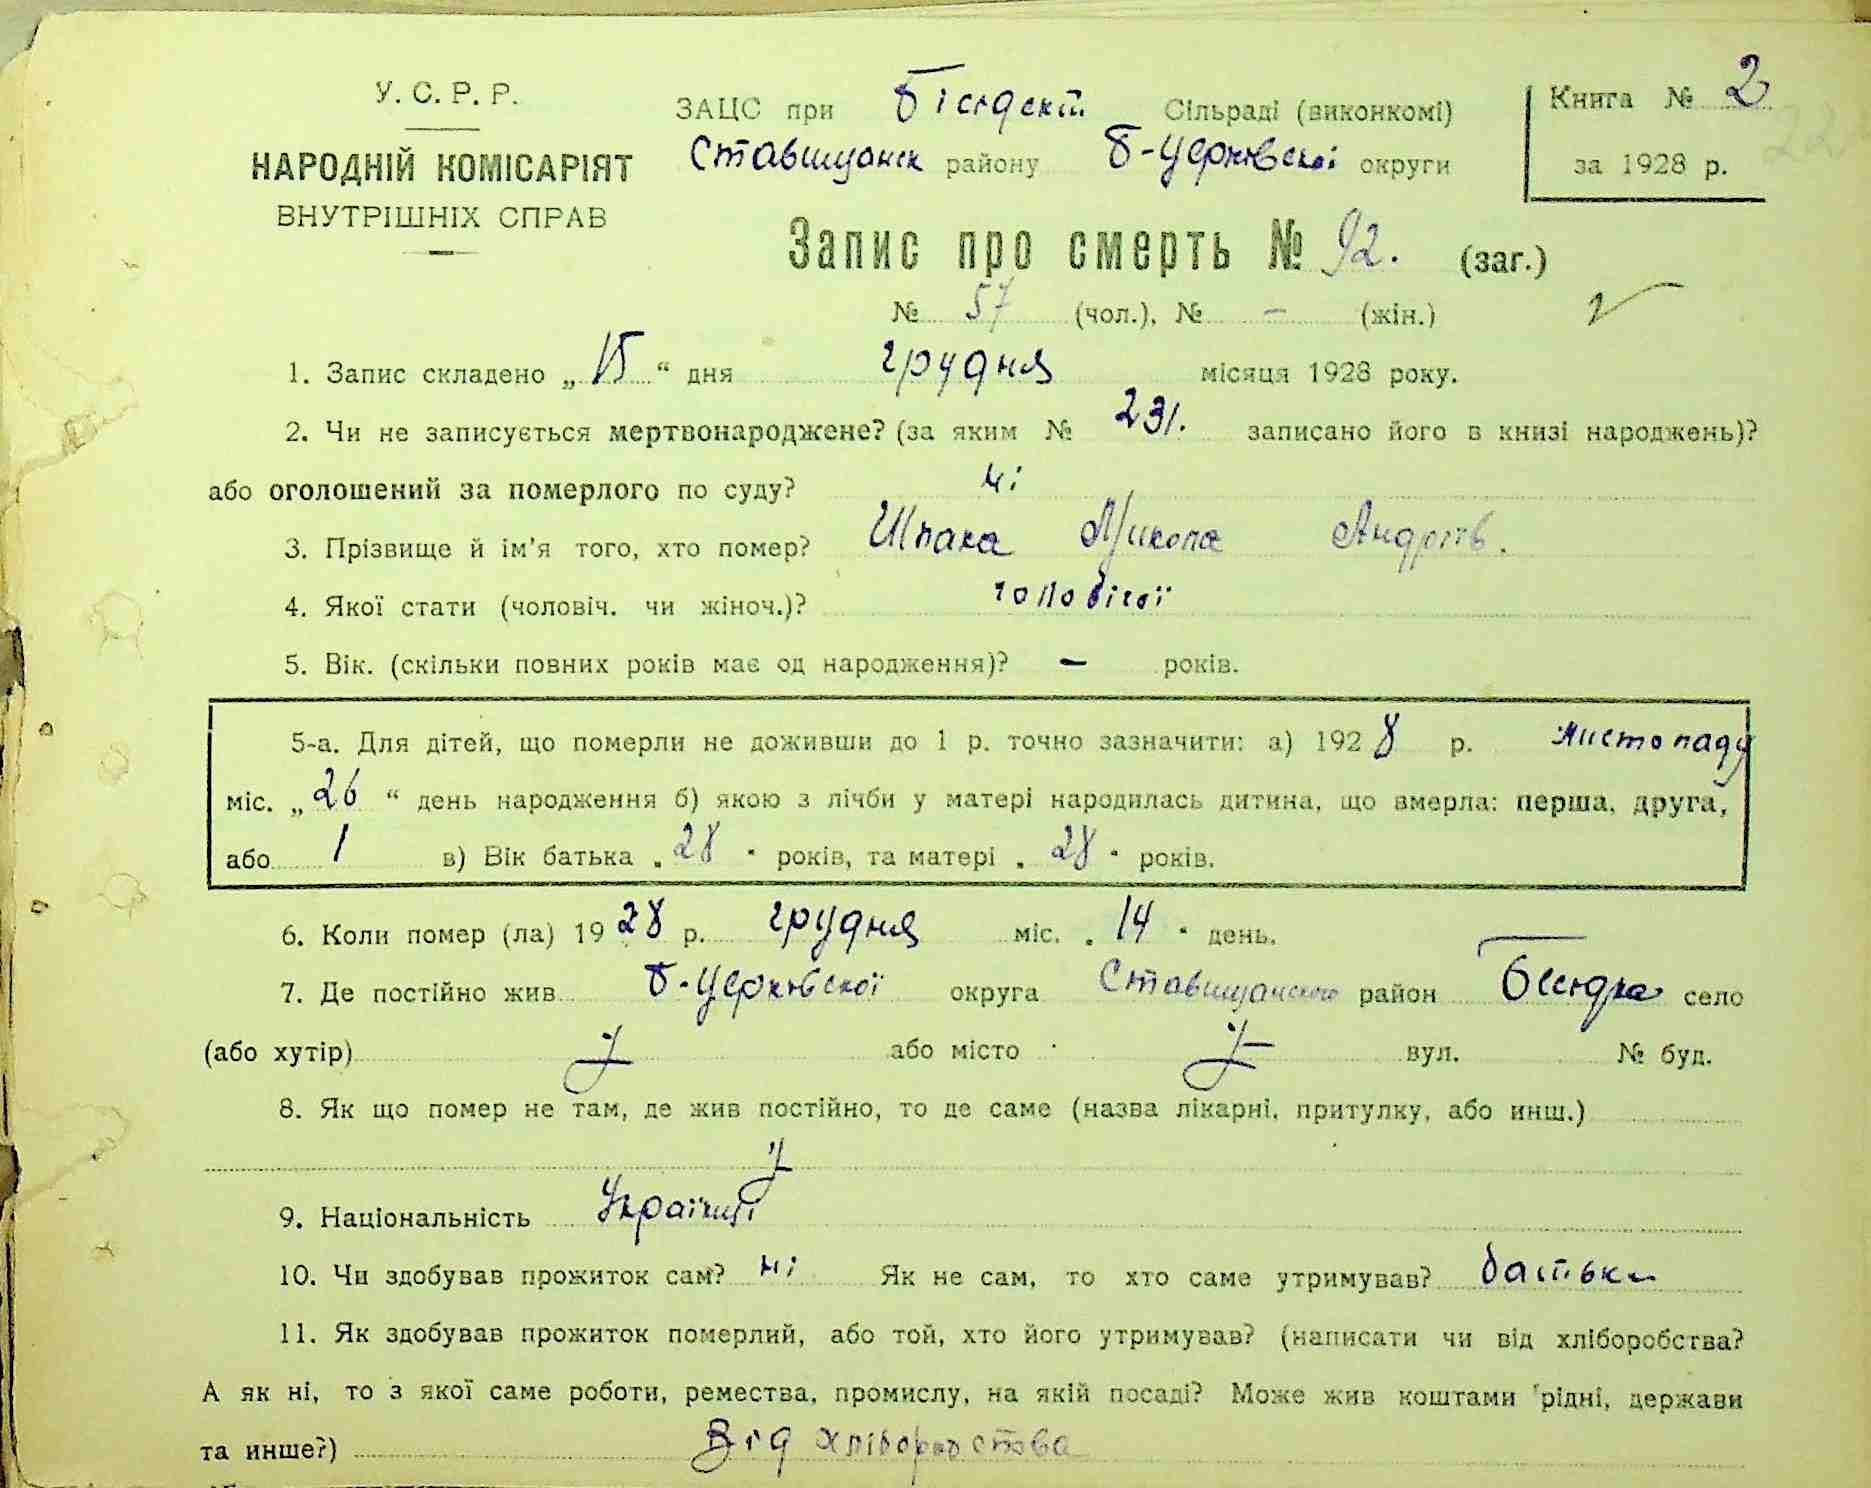 У. С. Р. Р.
НАРОДНІЙ КОМІСАРІЯТ
ВНУТРІШНІХ СПРАВ
ЗАЦС при Бісидскій Сільраді (виконкомі)
Ставищанск району Б-Церківскої округи
Книга № 2
за 1928 р.
22
Запис про смерть № 92. (заг.)
№ 57 (чол.), № – (жін.)
1. Запис складено „15“ дня грудня місяця 1928 року.
2. Чи не записується мертвонароджене? (за яким № 231. записано його в книзі народжень)?
або оголошений за померлого по суду? ні
3. Прізвище й ім'я того, хто помер? Шпака Микола Андріїв.
4. Якої стати (чоловіч. чи жіноч.)? чоловічої
5. Вік. (скільки повних років має од народження)? – років.
5-а. Для дітей, що померли не доживши до 1 р. точно зазначити: а) 1928 р. листопаду
міс. „26“ день народження б) якою з лічби у матері народилась дитина, що вмерла: перша, друга,
або 1 в) Вік батька „28“ років, та матері „28“ років.
6. Коли помер (ла) 1928 р. грудня міс. „14“ день.
7. Де постійно жив Б-Церківскої округа Ставищанского район Бесидка село
(або хутір) або місто вул. № буд.
8. Як що помер не там, де жив постійно, то де саме (назва лікарні, притулку, або инш.)
9. Національність Українці
10. Чи здобував прожиток сам? ні Як не сам, то хто саме утримував? батьки
11. Як здобував прожиток померлий, або той, хто його утримував? (написати чи від хліборобства?
А як ні, то з якої саме роботи, ремества, промислу, на якій посаді? Може жив коштами рідні, держави
та инше?) Від хліборобства